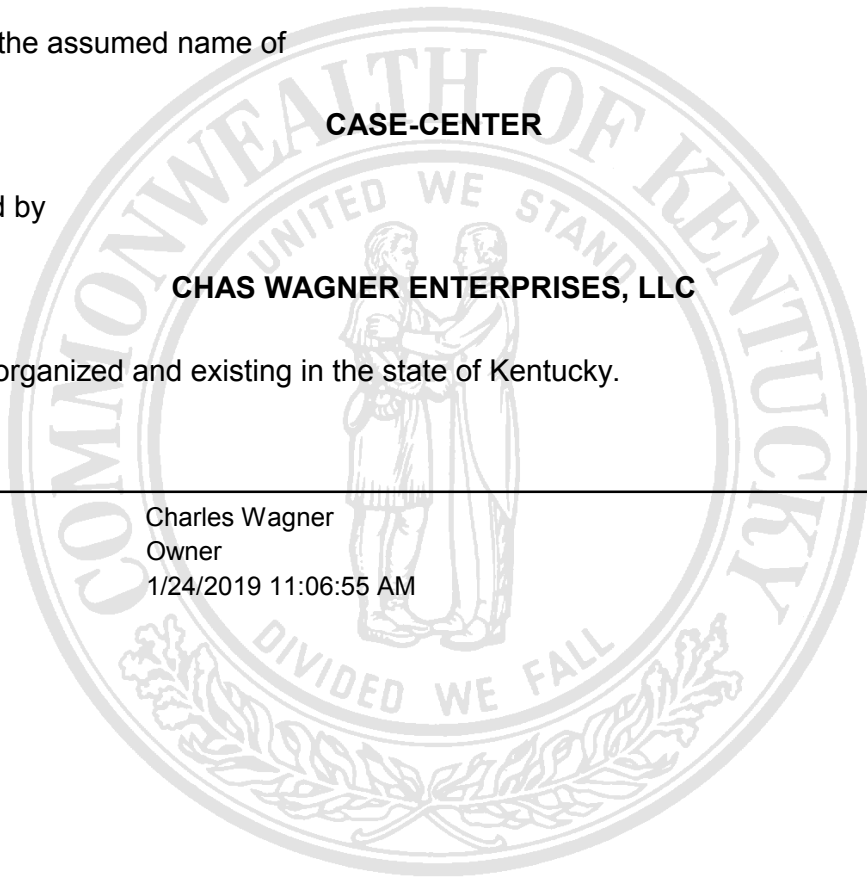 the assumed name of
CASE-CENTER
d by
CHAS WAGNER ENTERPRISES, LLC
organized and existing in the state of Kentucky.
Charles Wagner
Owner
1/24/2019 11:06:55 AM
COMMONWEALTH OF KENTUCKY
UNITED WE STAND
DIVIDED WE FALL